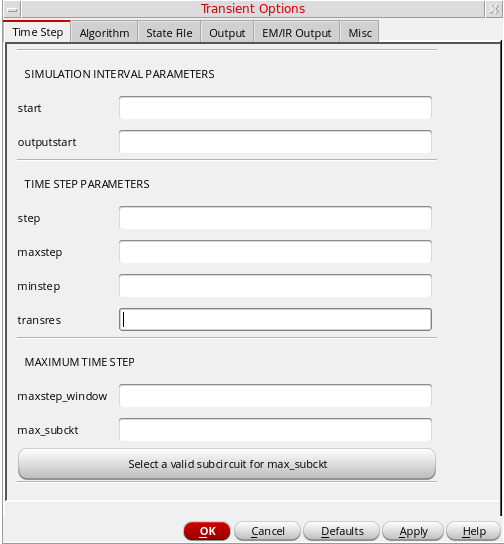 Transient Options
Time Step Algorithm State File Output EM/IR Output Misc
SIMULATION INTERVAL PARAMETERS
start
outputstart
TIME STEP PARAMETERS
step
maxstep
minstep
transres
MAXIMUM TIME STEP
maxstep_window
max_subckt
Select a valid subcircuit for max_subckt
OK Cancel Defaults Apply Help